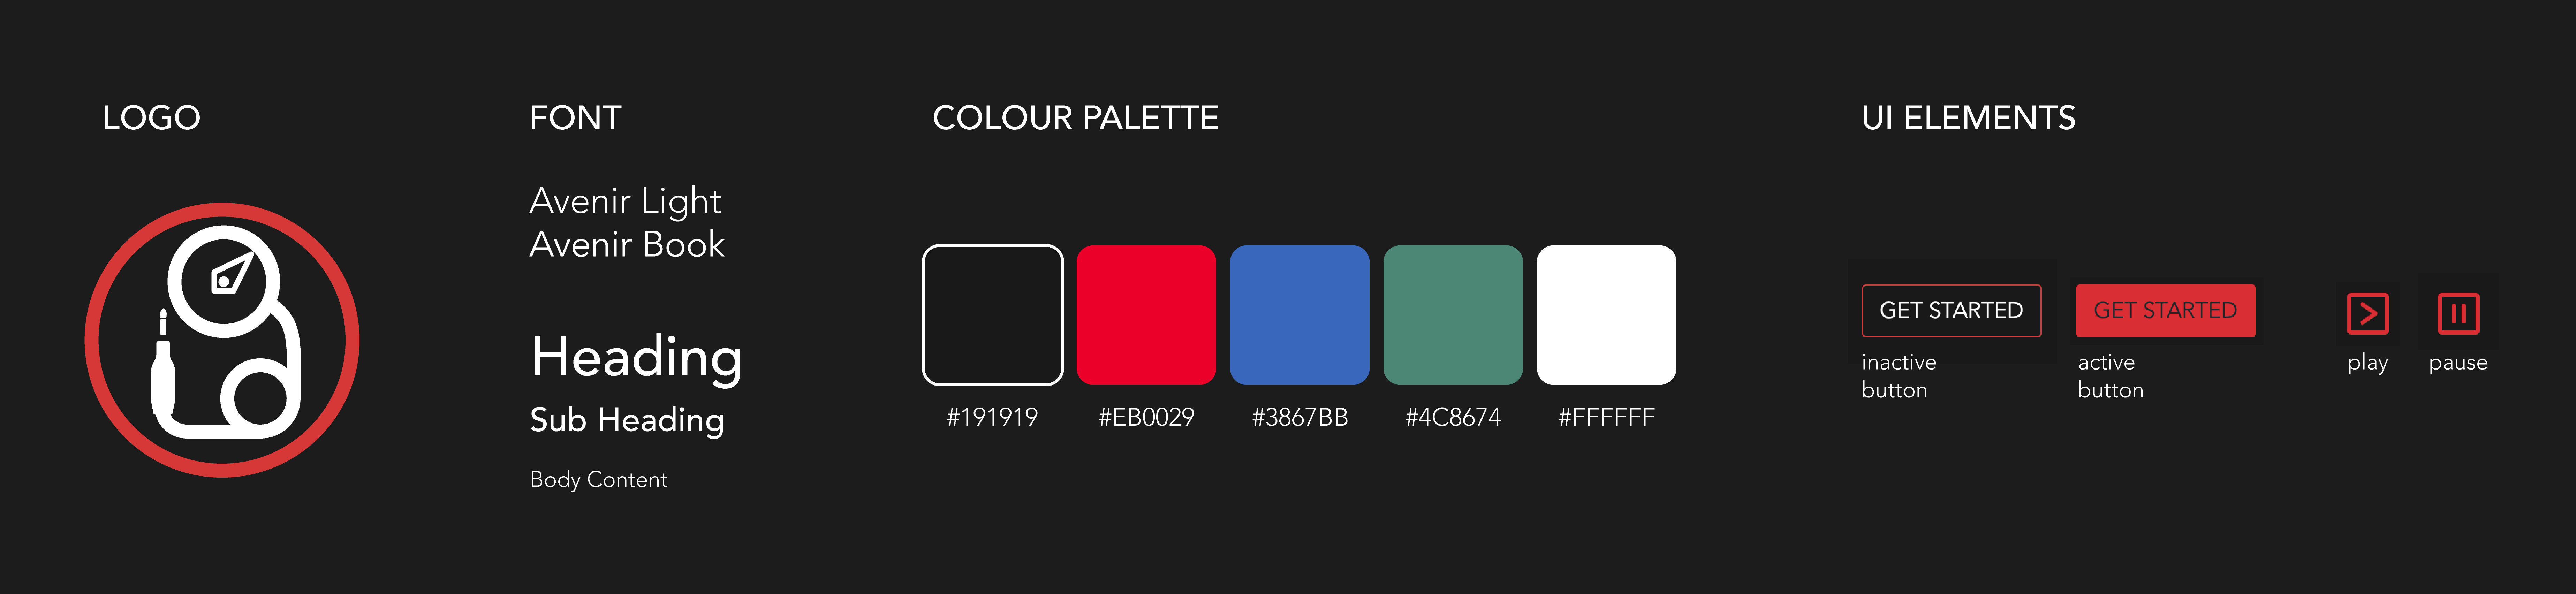 LOGO
FONT
Avenir Light
Avenir Book
Heading
Sub Heading
Body Content
COLOUR PALETTE
#191919
#EB0029
#3867BB
#4C8674
#FFFFFF
UI ELEMENTS
GET STARTED
inactive
button
GET STARTED
active
button
play
pause